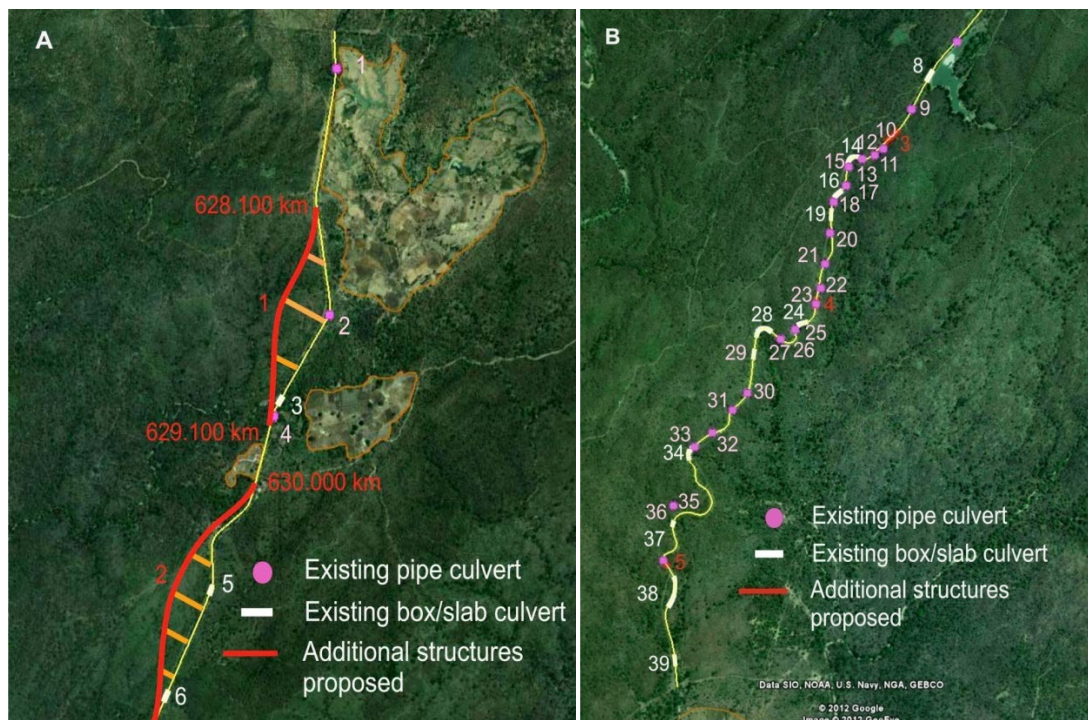 A
1
628.100 km
1
2
3
4
629.100 km
630.000 km
2
5
6
Existing pipe culvert
Existing box/slab culvert
Additional structures
proposed
B
8
9
10
3
14
12
11
15
13
16
17
18
19
20
21
22
23
4
24
28
25
26
27
29
30
31
32
33
34
35
36
37
5
38
39
Existing pipe culvert
Existing box/slab culvert
Additional structures
proposed
Data SIO, NOAA, U.S. Navy, NGA, GEBCO
© 2012 Google
Image © 2012 GeoEye